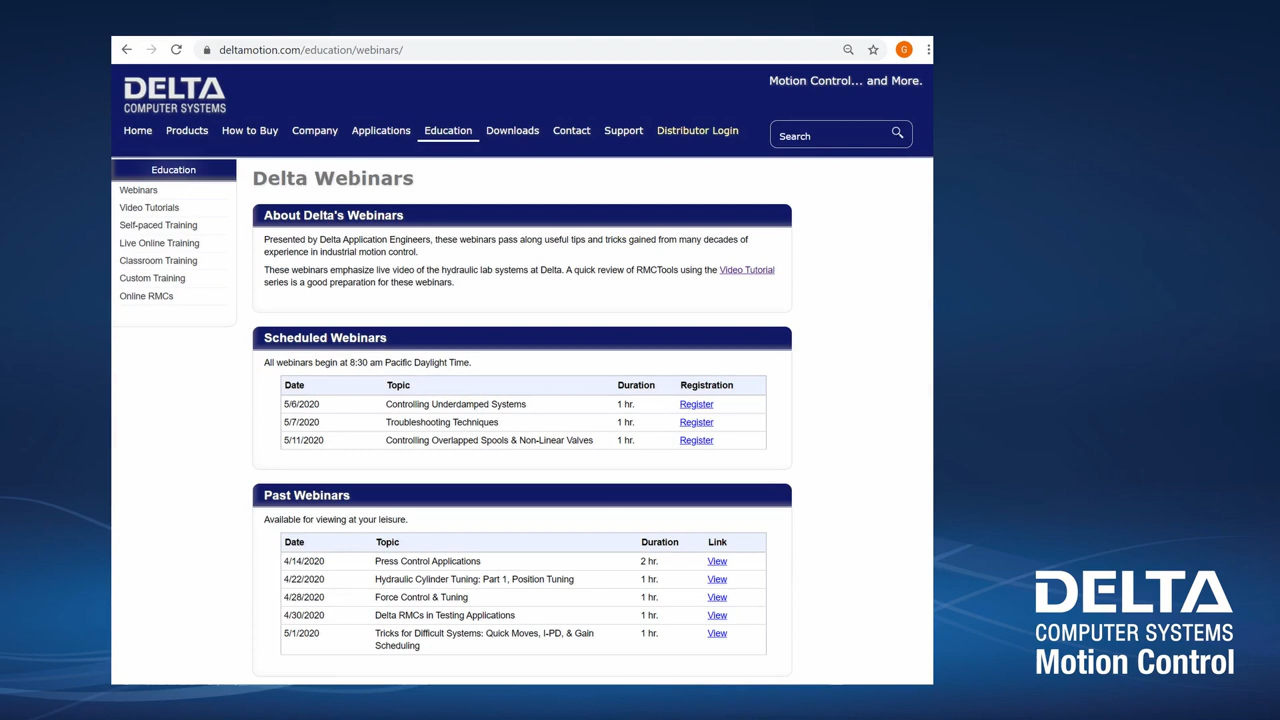 deltamotion.com/education/webinars/
G
DELTA
COMPUTER SYSTEMS
Motion Control... and More.
Home Products How to Buy Company Applications Education Downloads Contact Support Distributor Login
Search
Education
Webinars
Video Tutorials
Self-paced Training
Live Online Training
Classroom Training
Custom Training
Online RMCs
Delta Webinars
About Delta's Webinars
Presented by Delta Application Engineers, these webinars pass along useful tips and tricks gained from many decades of
experience in industrial motion control.
These webinars emphasize live video of the hydraulic lab systems at Delta. A quick review of RMCTools using the Video Tutorial
series is a good preparation for these webinars.
Scheduled Webinars
All webinars begin at 8:30 am Pacific Daylight Time.
Date Topic Duration Registration
5/6/2020 Controlling Underdamped Systems 1 hr. Register
5/7/2020 Troubleshooting Techniques 1 hr. Register
5/11/2020 Controlling Overlapped Spools & Non-Linear Valves 1 hr. Register
Past Webinars
Available for viewing at your leisure.
Date Topic Duration Link
4/14/2020 Press Control Applications 2 hr. View
4/22/2020 Hydraulic Cylinder Tuning: Part 1, Position Tuning 1 hr. View
4/28/2020 Force Control & Tuning 1 hr. View
4/30/2020 Delta RMCs in Testing Applications 1 hr. View
5/1/2020 Tricks for Difficult Systems: Quick Moves, I-PD, & Gain 1 hr. View
Scheduling
DELTA
COMPUTER SYSTEMS
Motion Control